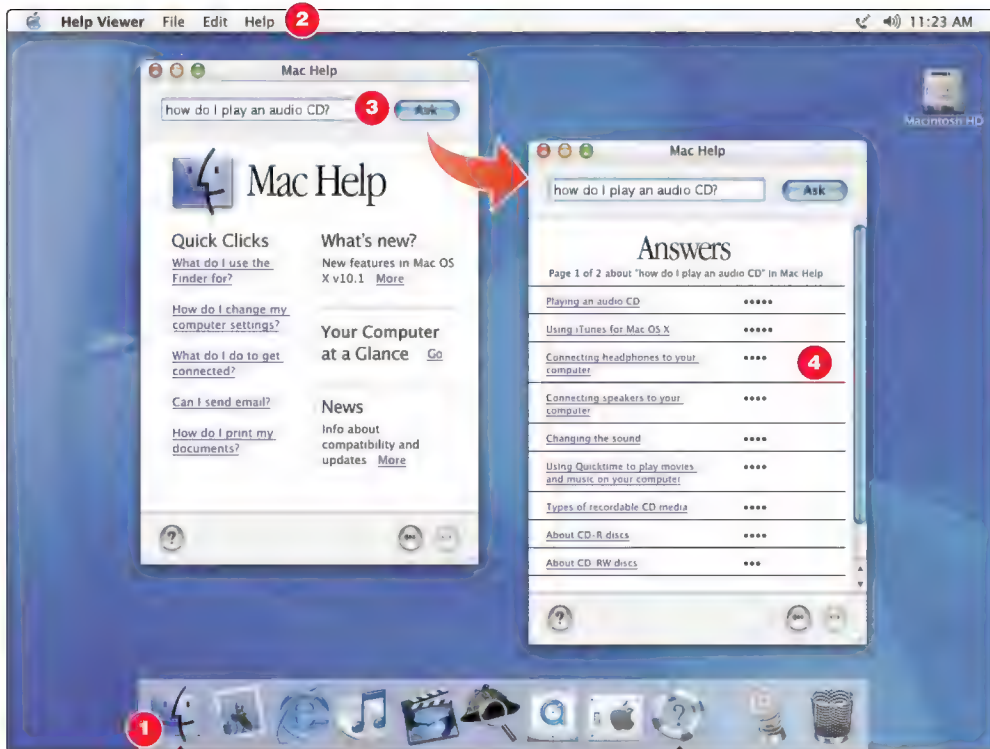 Help Viewer File Edit Help 2 11:23 AM
Macintosh HD
Mac Help
how do I play an audio CD? 3 Ask
Mac Help
Quick Clicks
What do I use the
Finder for?
How do I change my
computer settings?
What do I do to get
connected?
Can I send email?
How do I print my
documents?
What's new?
New features in Mac OS
X v10.1 More
Your Computer
at a Glance Go
News
Info about
compatibility and
updates More
?
Mac Help
how do I play an audio CD? Ask
Answers
Page 1 of 2 about "how do I play an audio CD" in Mac Help
Playing an audio CD •••••
Using iTunes for Mac OS X •••••
Connecting headphones to your ••••
computer
4
Connecting speakers to your ••••
computer
Changing the sound ••••
Using Quicktime to play movies ••••
and music on your computer
Types of recordable CD media ••••
About CD-R discs ••••
About CD-RW discs •••
?
1
?